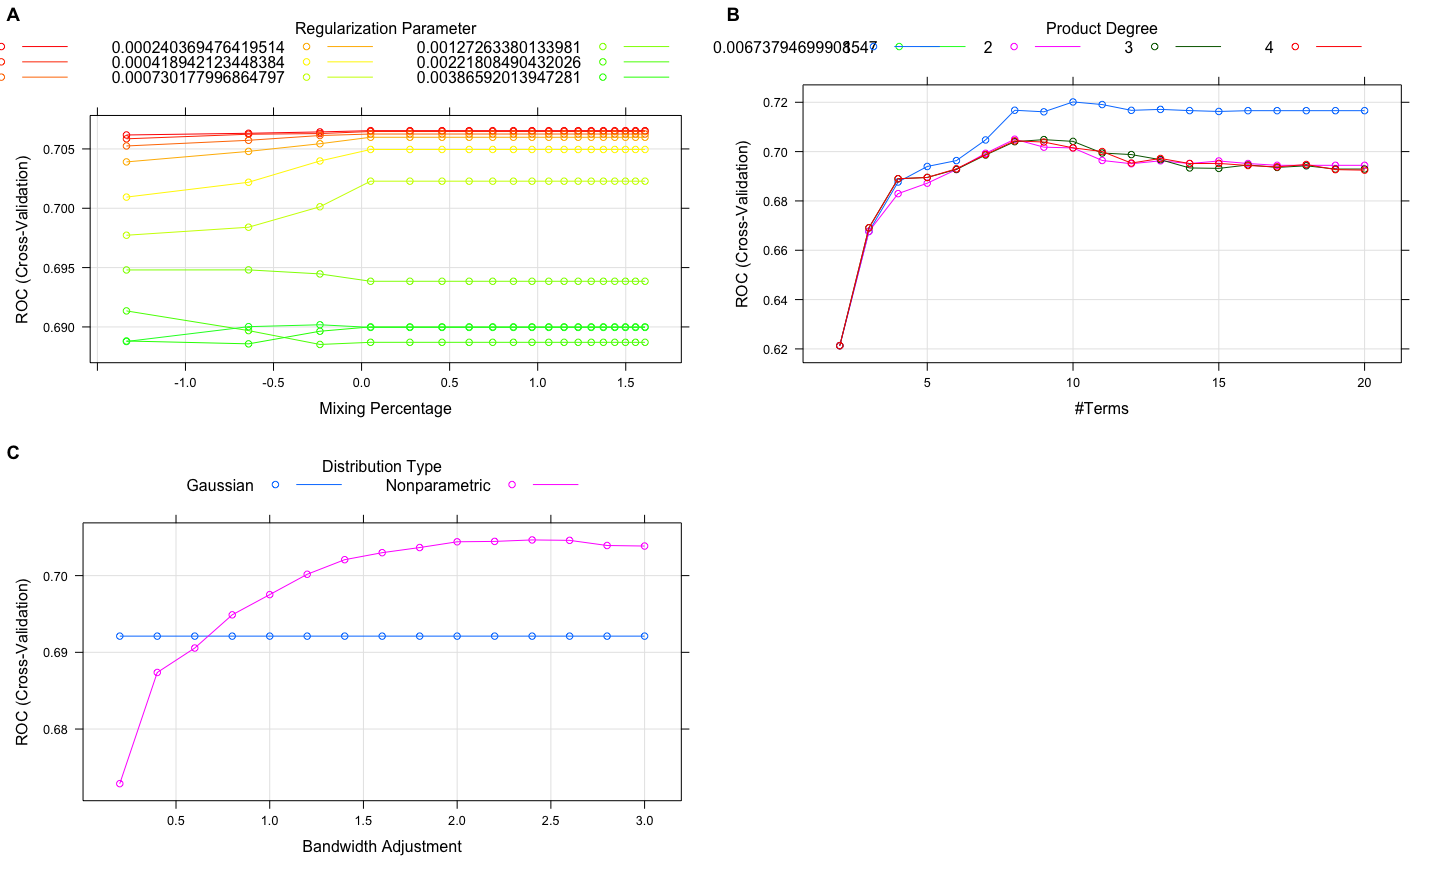 A
Regularization Parameter
0.000240369476419514 0.00127263380133981
0.000418942123448384 0.00221808490432026
0.000730177996864797 0.00386592013947281
0.705
0.700
0.695
0.690
ROC (Cross-Validation)
-1.0 -0.5 0.0 0.5 1.0 1.5
Mixing Percentage
B
Product Degree
2 3 4
0.72
0.70
0.68
0.66
0.64
0.62
ROC (Cross-Validation)
5 10 15 20
#Terms
C
Distribution Type
Gaussian Nonparametric
0.70
0.69
0.68
ROC (Cross-Validation)
0.5 1.0 1.5 2.0 2.5 3.0
Bandwidth Adjustment